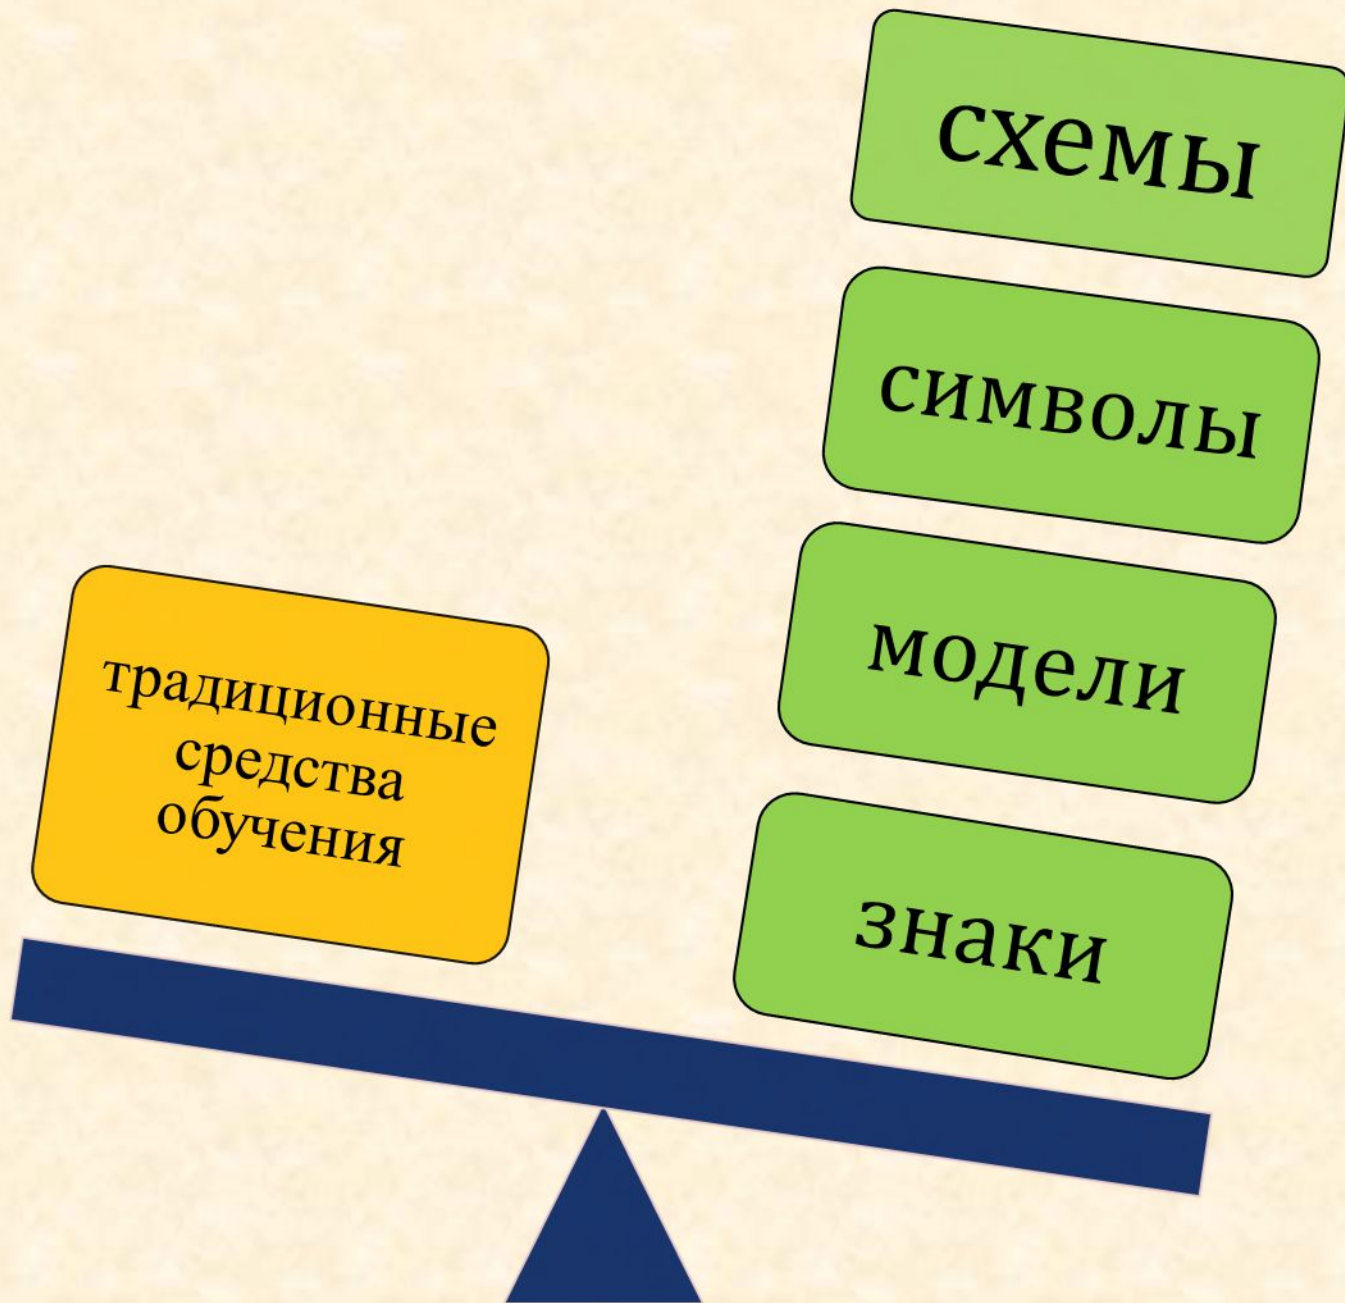 схемы
символы
модели
знаки
традиционные
средства
обучения